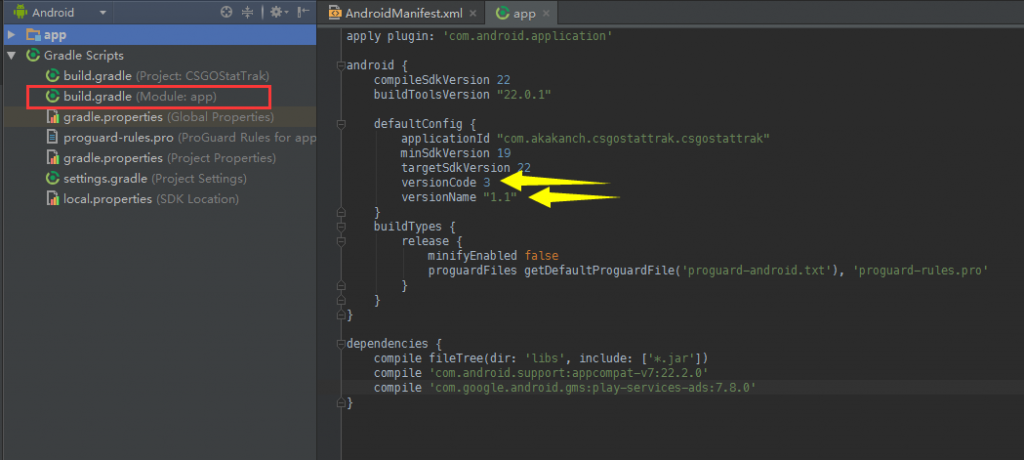 Android
app
Gradle Scripts
build.gradle (Project: CSGOStatTrak)
build.gradle (Module: app)
gradle.properties (Global Properties)
proguard-rules.pro (ProGuard Rules for app
gradle.properties (Project Properties)
settings.gradle (Project Settings)
local.properties (SDK Location)
AndroidManifest.xml
app
apply plugin: 'com.android.application'
android {
compileSdkVersion 22
buildToolsVersion "22.0.1"
defaultConfig {
applicationId "com.akakanch.csgostattrak.csgostattrak"
minSdkVersion 19
targetSdkVersion 22
versionCode 3
versionName "1.1"
}
buildTypes {
release {
minifyEnabled false
proguardFiles getDefaultProguardFile('proguard-android.txt'), 'proguard-rules.pro'
}
}
}
dependencies {
compile fileTree(dir: 'libs', include: ['*.jar'])
compile 'com.android.support:appcompat-v7:22.2.0'
compile 'com.google.android.gms:play-services-ads:7.8.0'
}